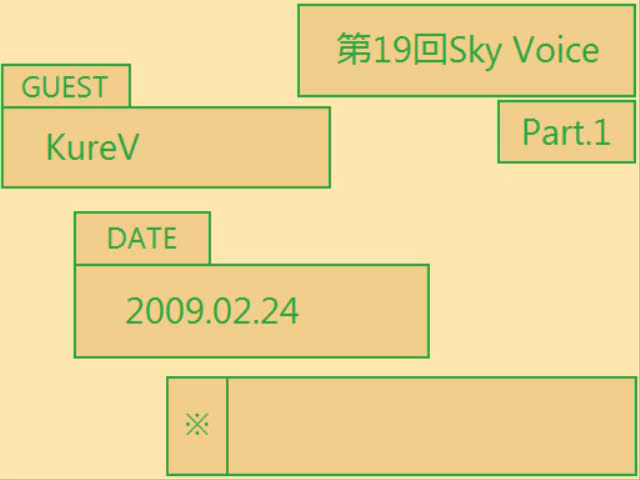 第19回Sky Voice
Part.1
GUEST
KureV
DATE
2009.02.24
※